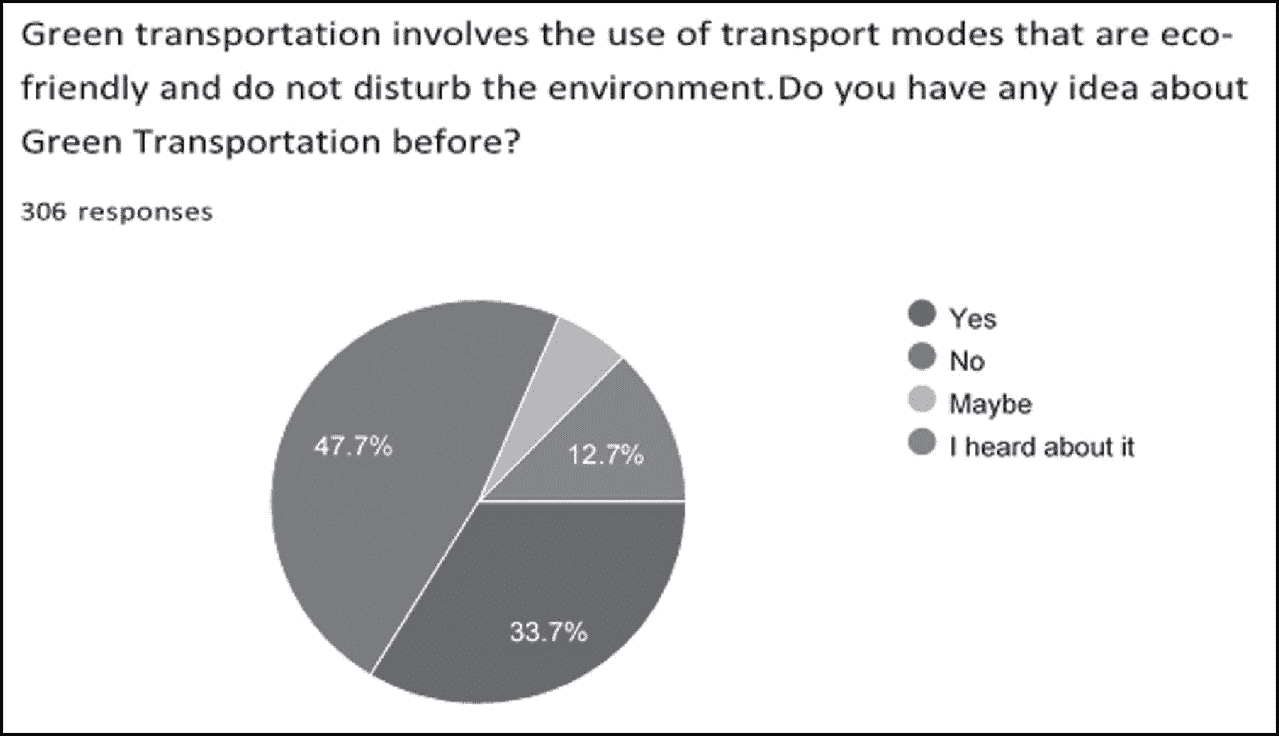 Green transportation involves the use of transport modes that are eco-
friendly and do not disturb the environment.Do you have any idea about
Green Transportation before?
306 responses
Yes
No
Maybe
I heard about it
47.7%
12.7%
33.7%